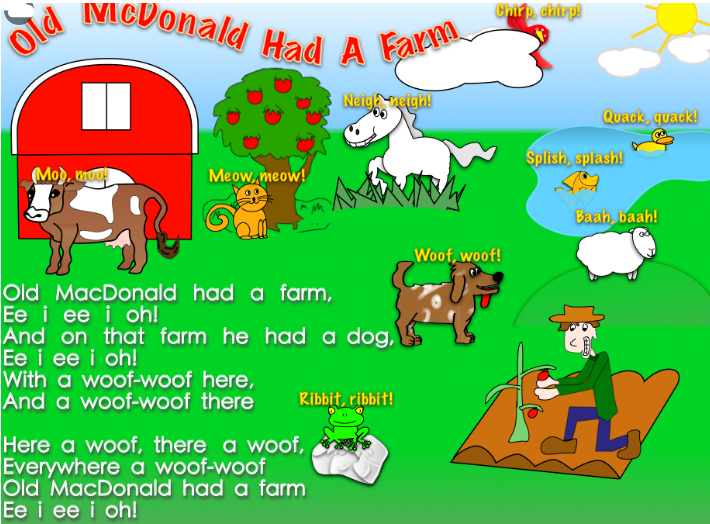 Old McDonald Had A Farm
Chirp, chirp!
Neigh, neigh!
Quack, quack!
Splish, splash!
Moo, moo!
Meow, meow!
Baah, baah!
Woof, woof!
Old MacDonald had a farm,
Ee i ee i oh!
And on that farm he had a dog,
Ee i ee i oh!
With a woof-woof here,
And a woof-woof there
Ribbit, ribbit!
Here a woof, there a woof,
Everywhere a woof-woof
Old MacDonald had a farm
Ee i ee i oh!